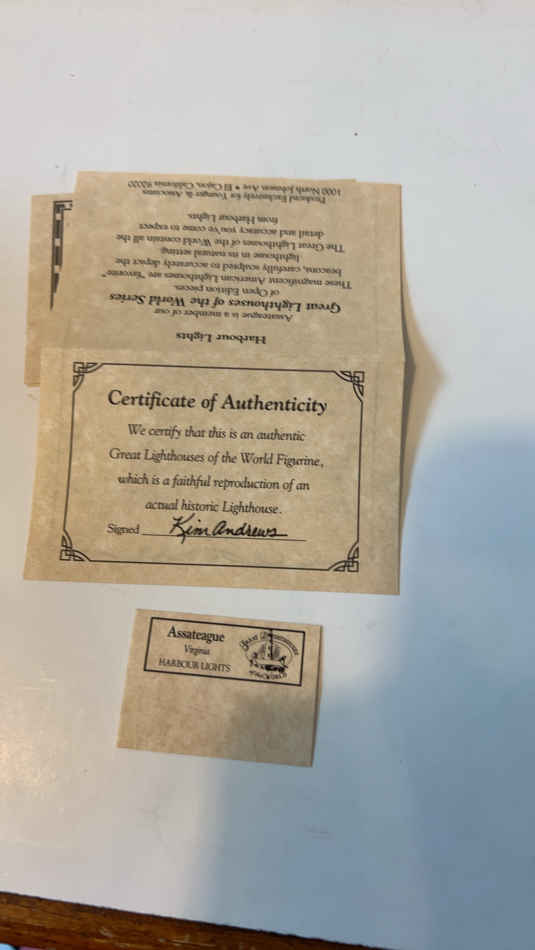 Harbour Lights
Assateague is a member of our
Great Lighthouses of the World Series
of Open Edition pieces.
These magnificent American Lighthouses are "favorite"
beacons, carefully sculpted to accurately depict the
lighthouse in its natural setting.
The Great Lighthouses of the World contain all the
detail and accuracy you've come to expect
from Harbour Lights.
Produced Exclusively for Younger & Associates
1000 North Johnson Ave • El Cajon, California 92020
Certificate of Authenticity
We certify that this is an authentic
Great Lighthouses of the World Figurine,
which is a faithful reproduction of an
actual historic Lighthouse.
Signed Kim Andrews
Assateague
Virginia
HARBOUR LIGHTS
GREAT LIGHTHOUSES
OF THE WORLD